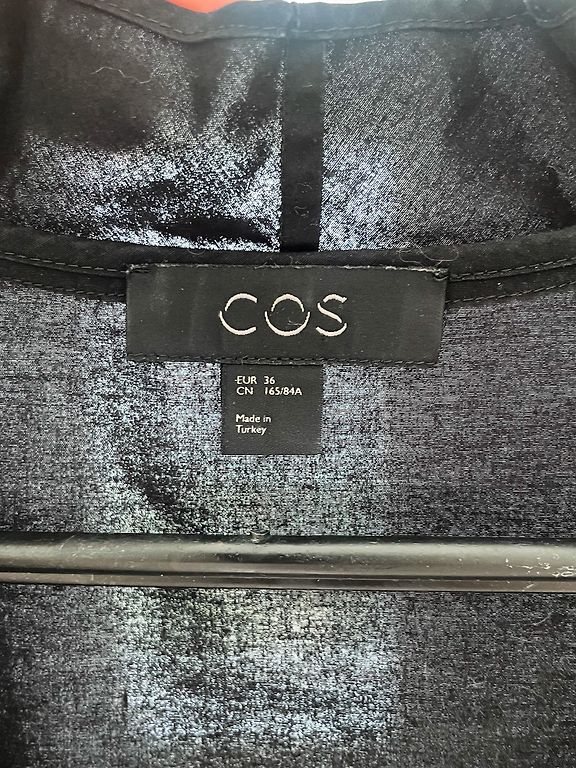 COS
EUR 36
CN 165/84A
Made in
Turkey